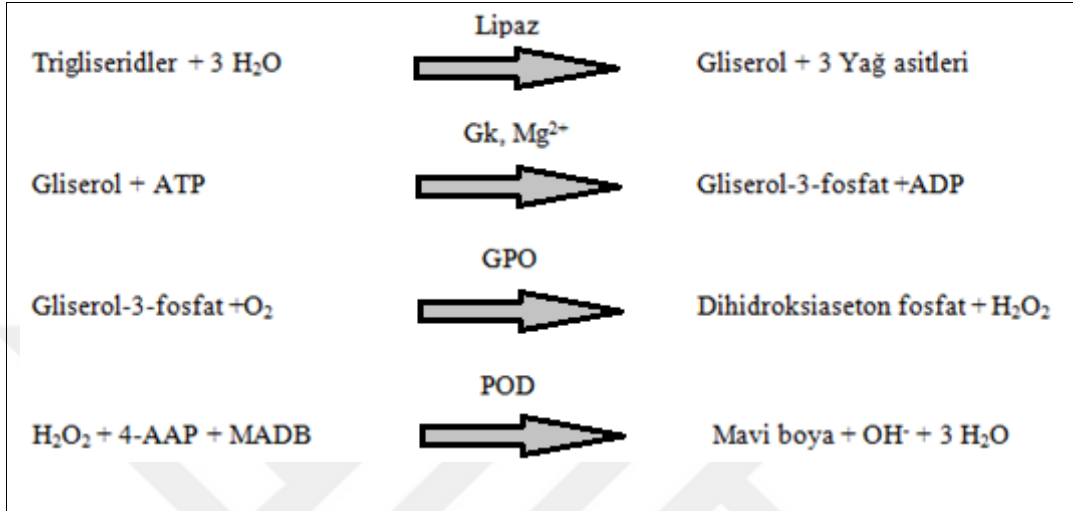 Lipaz
Trigliseridler + 3 H₂O Gliserol + 3 Yağ asitleri
Gk, Mg²⁺
Gliserol + ATP Gliserol-3-fosfat +ADP
GPO
Gliserol-3-fosfat +O₂ Dihidroksiaseton fosfat + H₂O₂
POD
H₂O₂ + 4-AAP + MADB Mavi boya + OH⁻ + 3 H₂O